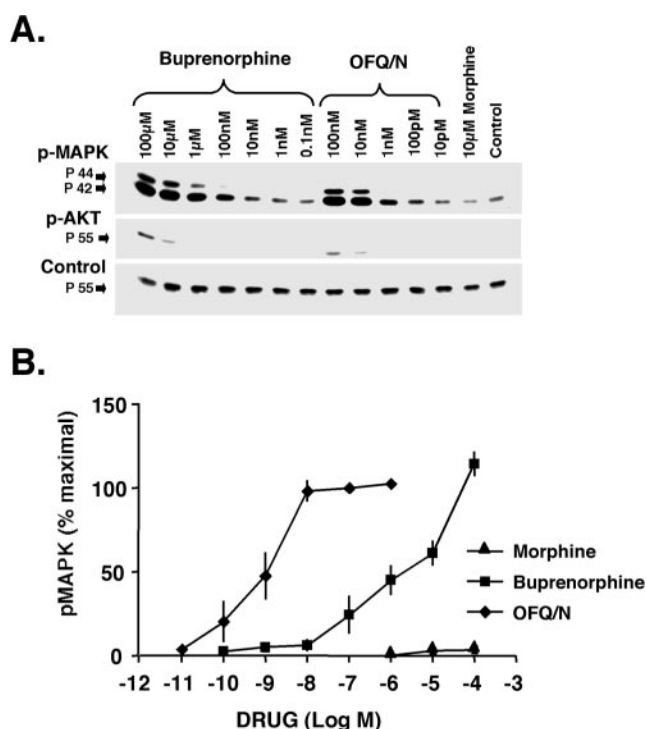 A.
Buprenorphine
OFQ/N
100µM
10µM
1µM
100nM
10nM
1nM
0.1nM
100nM
10nM
1nM
100pM
10pM
10µM Morphine
Control
p-MAPK
P 44
P 42
p-AKT
P 55
Control
P 55
B.
pMAPK (% maximal)
150
100
50
0
-12 -11 -10 -9 -8 -7 -6 -5 -4 -3
DRUG (Log M)
Morphine
Buprenorphine
OFQ/N